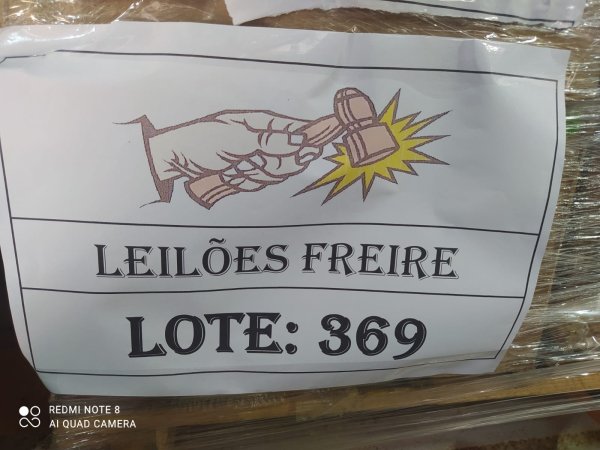 LEILÕES FREIRE
LOTE: 369
REDMI NOTE 8
AI QUAD CAMERA